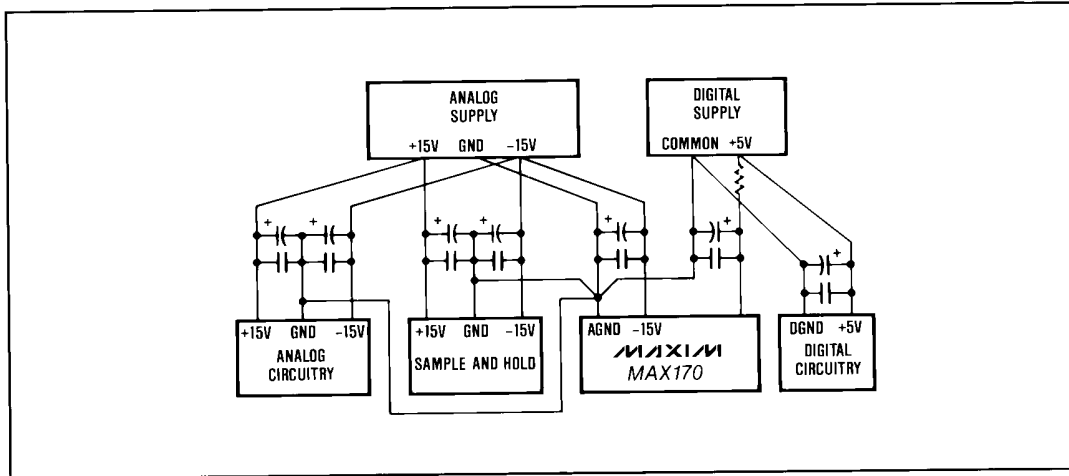 ANALOG
SUPPLY
+15V GND -15V
DIGITAL
SUPPLY
COMMON +5V
+ + + + + + +
+15V GND -15V
ANALOG
CIRCUITRY
+15V GND -15V
SAMPLE AND HOLD
AGND -15V
MAXIM
MAX170
DGND +5V
DIGITAL
CIRCUITRY